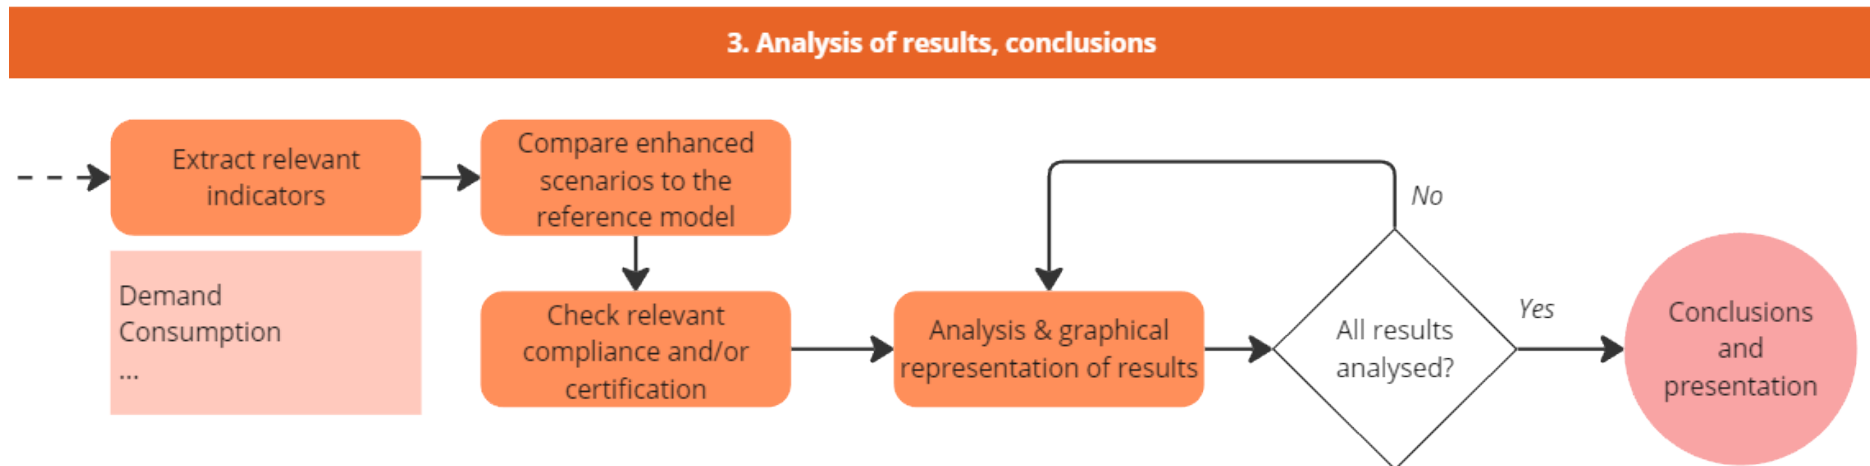 3. Analysis of results, conclusions
Extract relevant
indicators
Demand
Consumption
...
Compare enhanced
scenarios to the
reference model
Check relevant
compliance and/or
certification
Analysis & graphical
representation of results
All results
analysed?
No
Yes
Conclusions
and
presentation